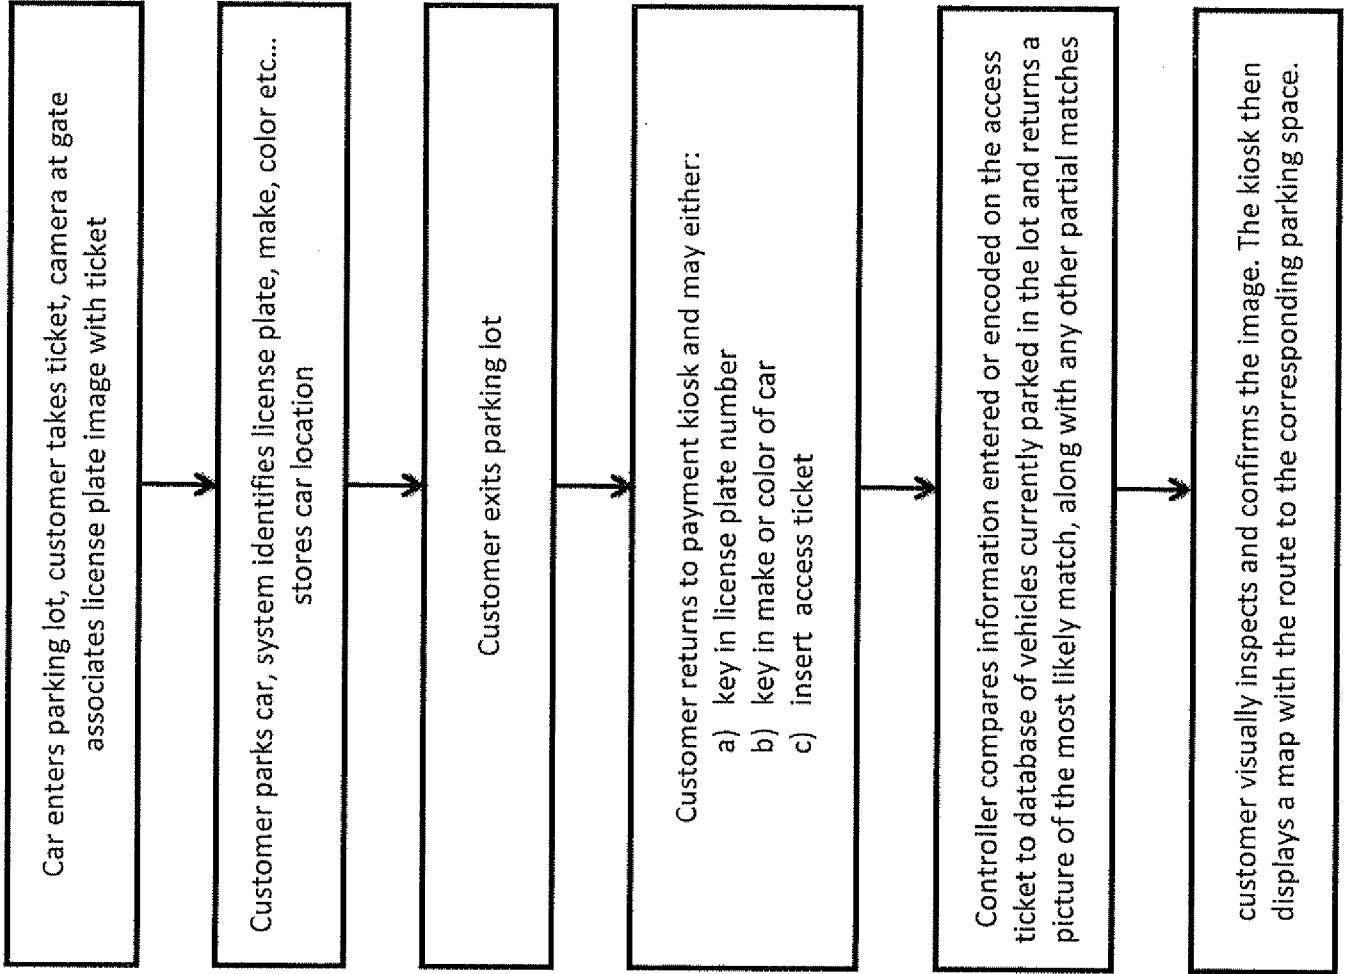 Car enters parking lot, customer takes ticket, camera at gate
associates license plate image with ticket
Customer parks car, system identifies license plate, make, color etc...
stores car location
Customer exits parking lot
Customer returns to payment kiosk and may either:
a) key in license plate number
b) key in make or color of car
c) insert access ticket
Controller compares information entered or encoded on the access
ticket to database of vehicles currently parked in the lot and returns a
picture of the most likely match, along with any other partial matches
customer visually inspects and confirms the image. The kiosk then
displays a map with the route to the corresponding parking space.